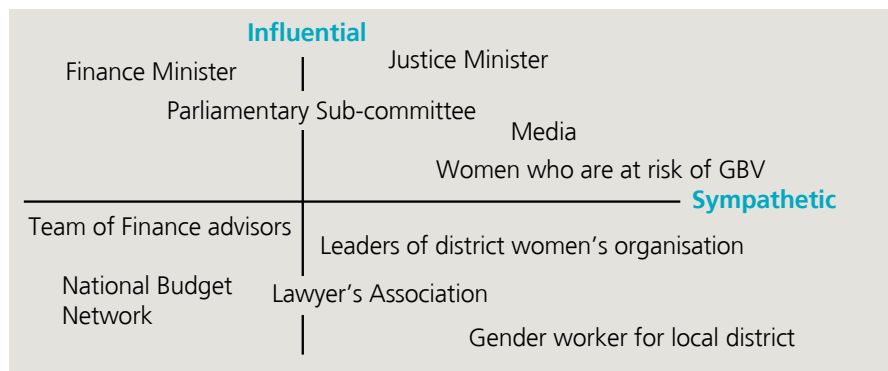 Influential
Justice Minister
Finance Minister
Parliamentary Sub-committee
Media
Women who are at risk of GBV
Sympathetic
Team of Finance advisors
Leaders of district women’s organisation
National Budget
Network
Lawyer’s Association
Gender worker for local district